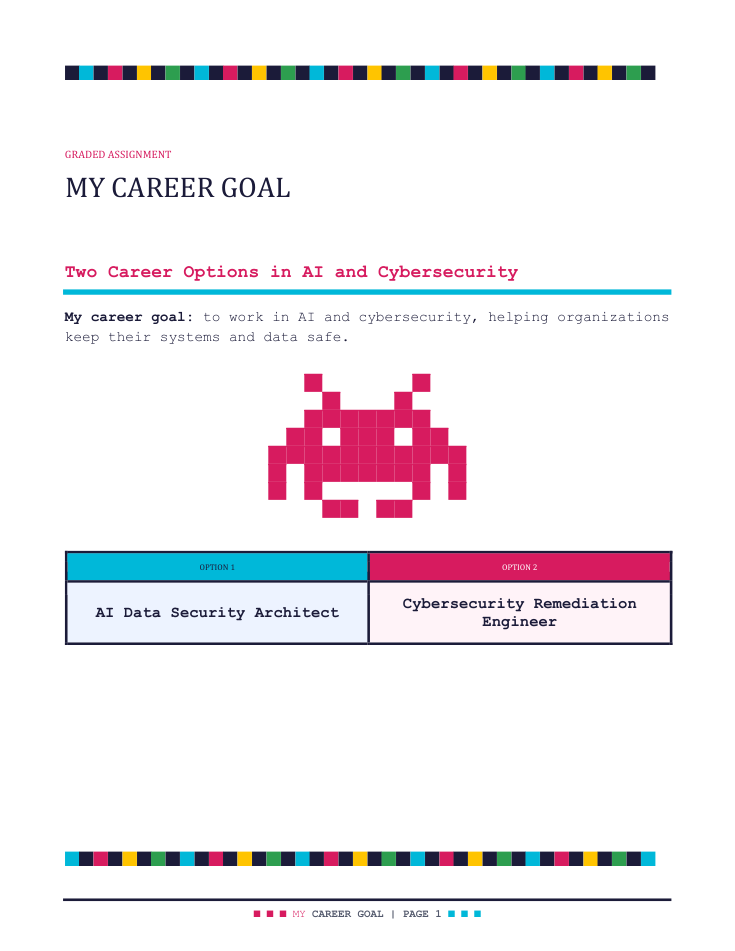 GRADED ASSIGNMENT
MY CAREER GOAL
Two Career Options in AI and Cybersecurity
My career goal: to work in AI and cybersecurity, helping organizations
keep their systems and data safe.
OPTION 1
OPTION 2
AI Data Security Architect
Cybersecurity Remediation
Engineer
MY CAREER GOAL | PAGE 1